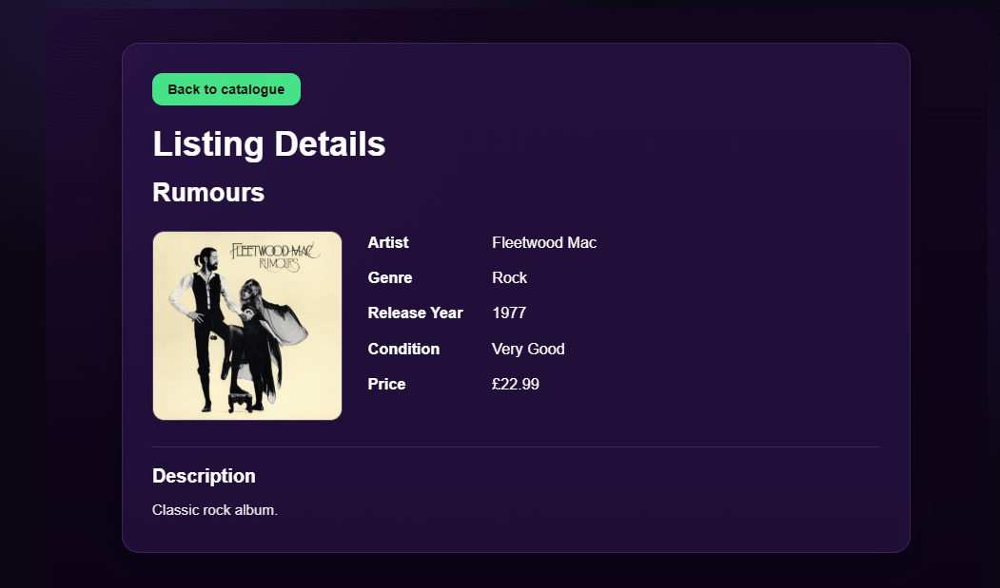 Back to catalogue
Listing Details
Rumours
FLEETWOOD MAC
RUMOURS
Artist Fleetwood Mac
Genre Rock
Release Year 1977
Condition Very Good
Price £22.99
Description
Classic rock album.